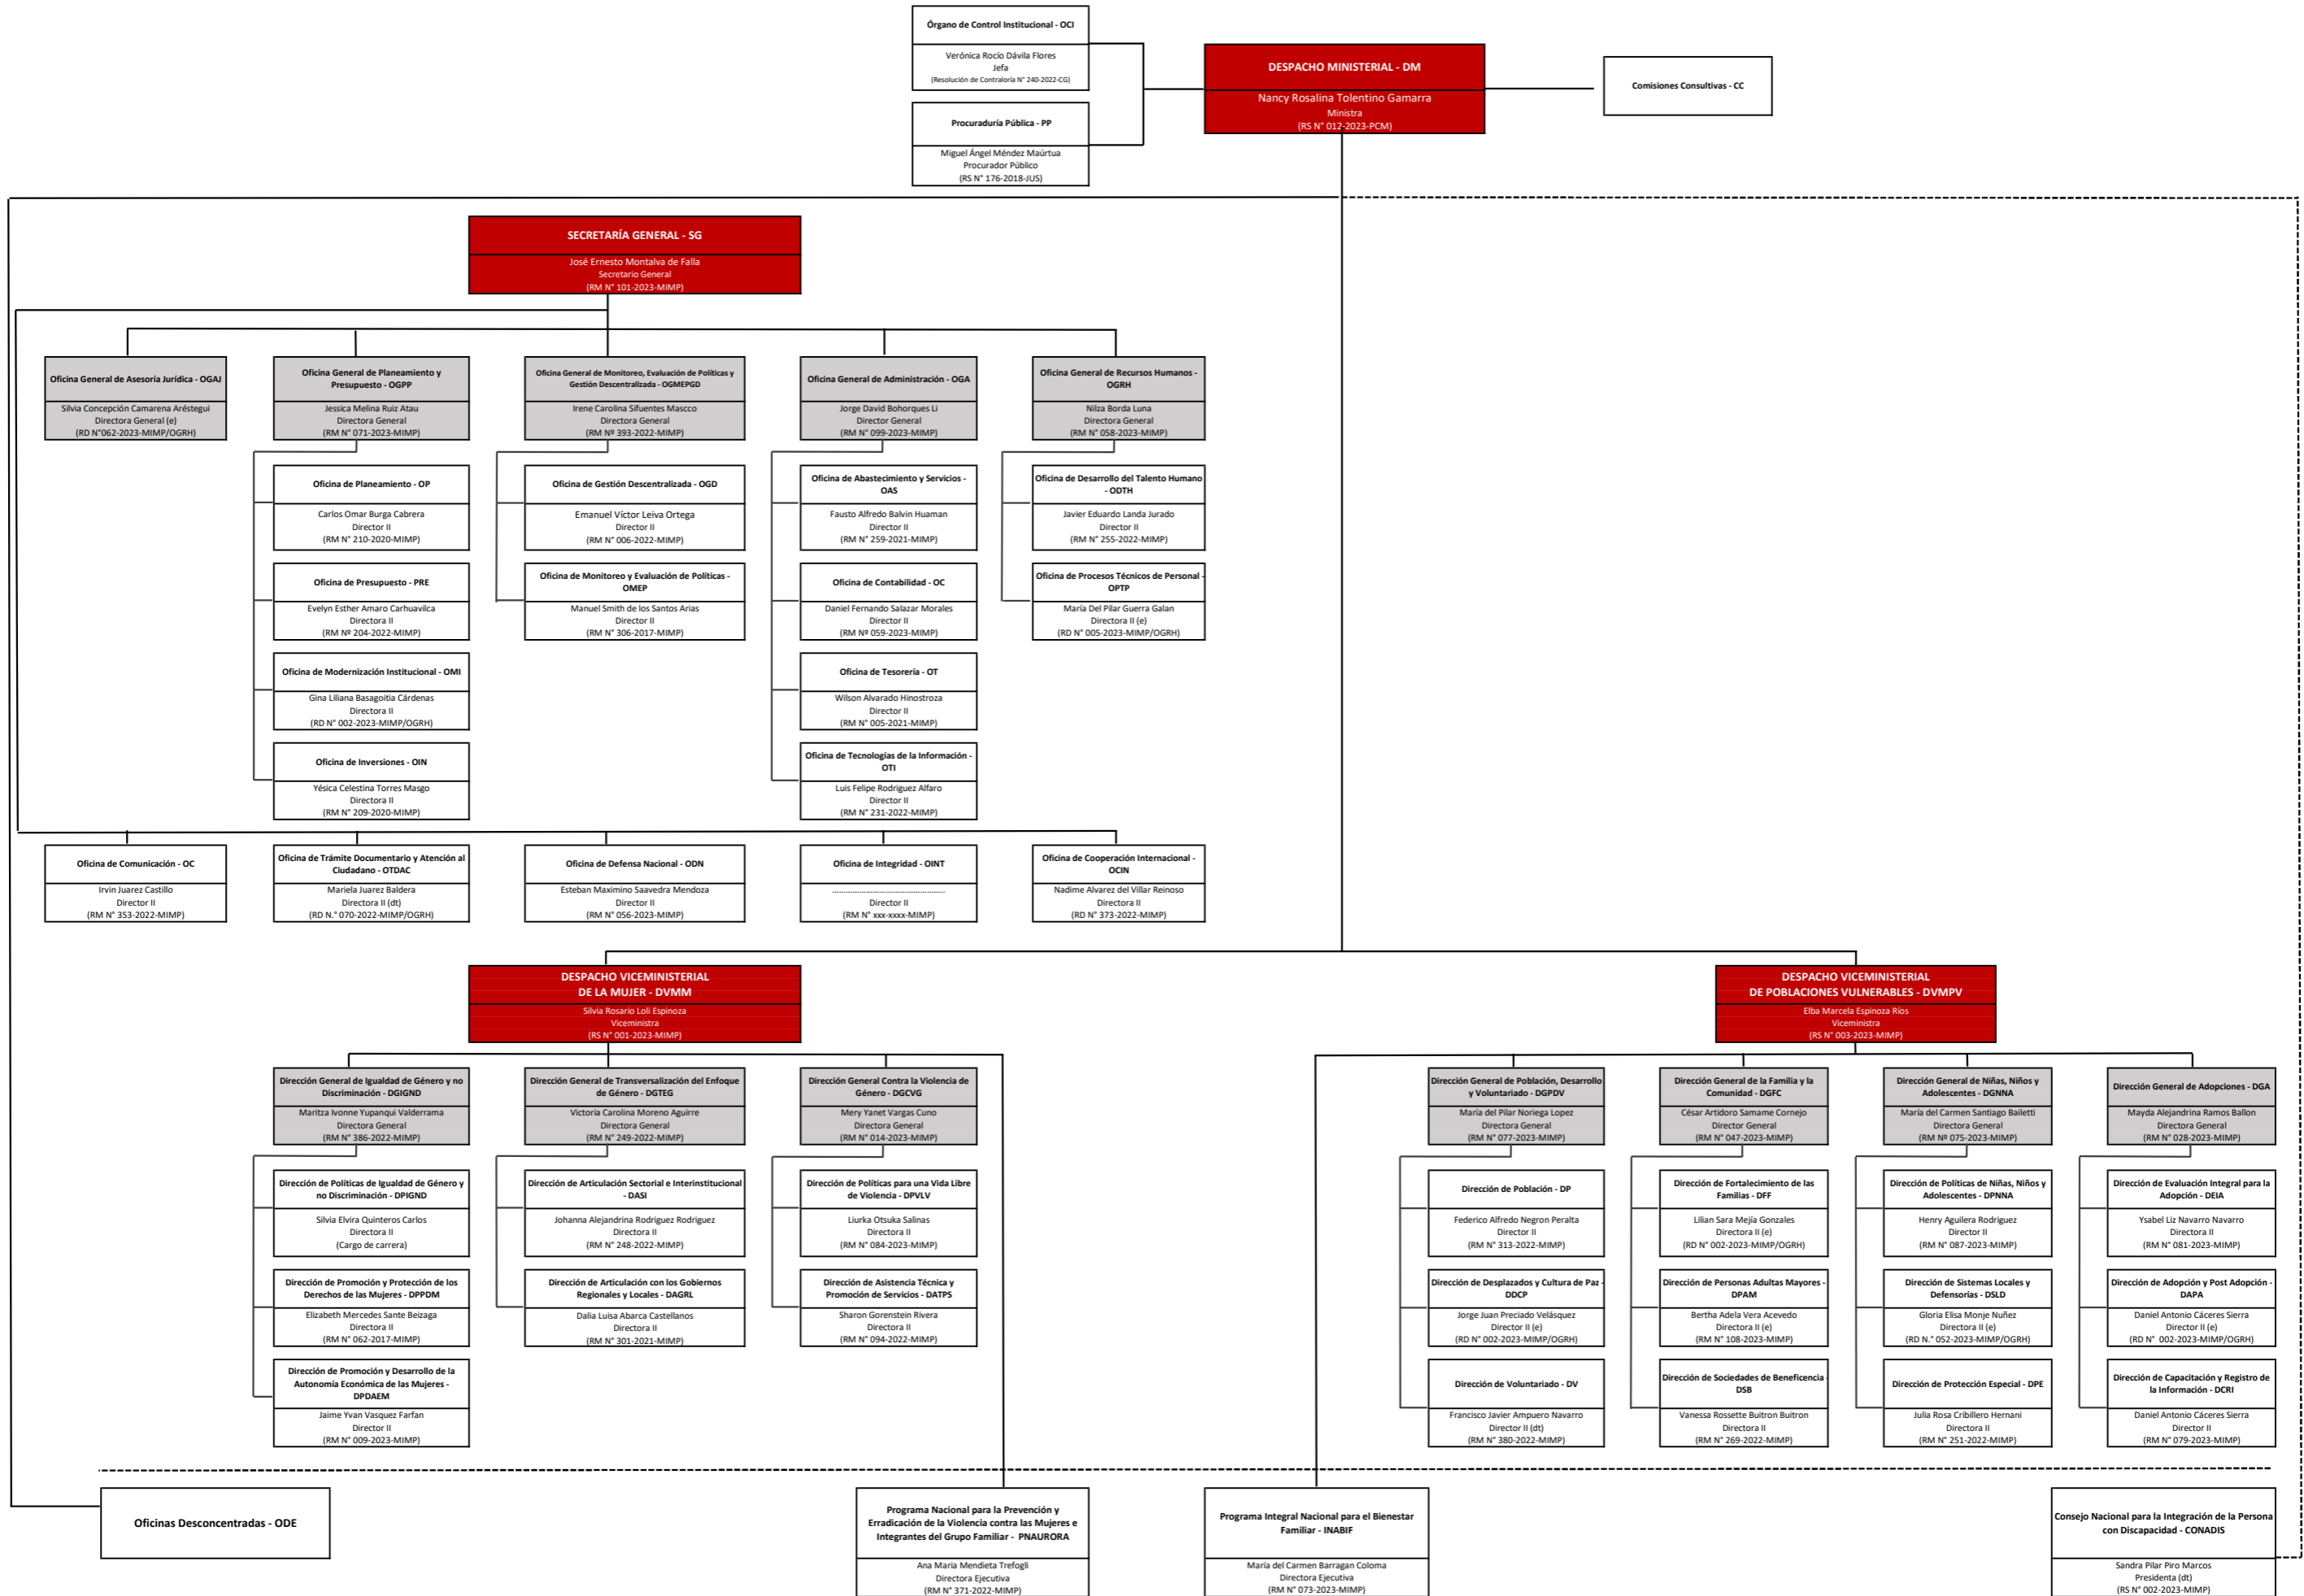 Órgano de Control Institucional - OCI
Verónica Rocío Dávila Flores
Jefa
(Resolución de Contraloría N° 240-2022-CG)
DESPACHO MINISTERIAL - DM
Nancy Rosalina Tolentino Gamarra
Ministra
(RS N° 012-2023-PCM)
Comisiones Consultivas - CC
Procuraduría Pública - PP
Miguel Ángel Méndez Maúrtua
Procurador Público
(RS N° 176-2018-JUS)
SECRETARÍA GENERAL - SG
José Ernesto Montalva de Falla
Secretario General
(RM N° 101-2023-MIMP)
Oficina General de Asesoría Jurídica - OGAJ
Silvia Concepción Camarena Aréstegui
Directora General (e)
(RD N°062-2023-MIMP/OGRH)
Oficina General de Planeamiento y
Presupuesto - OGPP
Jessica Melina Ruiz Atau
Directora General
(RM N° 071-2023-MIMP)
Oficina General de Monitoreo, Evaluación de Políticas y
Gestión Descentralizada - OGMEPGD
Irene Carolina Sifuentes Mascco
Directora General
(RM Nº 393-2022-MIMP)
Oficina General de Administración - OGA
Jorge David Bohorques Li
Director General
(RM N° 099-2023-MIMP)
Oficina General de Recursos Humanos -
OGRH
Nilza Borda Luna
Directora General
(RM N° 058-2023-MIMP)
Oficina de Planeamiento - OP
Carlos Omar Burga Cabrera
Director II
(RM N° 210-2020-MIMP)
Oficina de Gestión Descentralizada - OGD
Emanuel Víctor Leiva Ortega
Director II
(RM N° 006-2022-MIMP)
Oficina de Abastecimiento y Servicios -
OAS
Fausto Alfredo Balvin Huaman
Director II
(RM N° 259-2021-MIMP)
Oficina de Desarrollo del Talento Humano
- ODTH
Javier Eduardo Landa Jurado
Director II
(RM N° 255-2022-MIMP)
Oficina de Presupuesto - PRE
Evelyn Esther Amaro Carhuavilca
Directora II
(RM Nº 204-2022-MIMP)
Oficina de Monitoreo y Evaluación de Políticas -
OMEP
Manuel Smith de los Santos Arias
Director II
(RM N° 306-2017-MIMP)
Oficina de Contabilidad - OC
Daniel Fernando Salazar Morales
Director II
(RM Nº 059-2023-MIMP)
Oficina de Procesos Técnicos de Personal -
OPTP
María Del Pilar Guerra Galan
Directora II (e)
(RD N° 005-2023-MIMP/OGRH)
Oficina de Modernización Institucional - OMI
Gina Liliana Basagoitia Cárdenas
Directora II
(RD N° 002-2023-MIMP/OGRH)
Oficina de Tesorería - OT
Wilson Alvarado Hinostroza
Director II
(RM N° 005-2021-MIMP)
Oficina de Inversiones - OIN
Yésica Celestina Torres Masgo
Directora II
(RM N° 209-2020-MIMP)
Oficina de Tecnologías de la Información -
OTI
Luis Felipe Rodriguez Alfaro
Director II
(RM N° 231-2022-MIMP)
Oficina de Comunicación - OC
Irvin Juarez Castillo
Director II
(RM N° 353-2022-MIMP)
Oficina de Trámite Documentario y Atención al
Ciudadano - OTDAC
Mariela Juarez Baldera
Directora II (dt)
(RD N.° 070-2022-MIMP/OGRH)
Oficina de Defensa Nacional - ODN
Esteban Maximino Saavedra Mendoza
Director II
(RM N° 056-2023-MIMP)
Oficina de Integridad - OINT
................................................
Director II
(RM N° xxx-xxxx-MIMP)
Oficina de Cooperación Internacional -
OCIN
Nadime Alvarez del Villar Reinoso
Directora II
(RD N° 373-2022-MIMP)
DESPACHO VICEMINISTERIAL
DE LA MUJER - DVMM
Silvia Rosario Loli Espinoza
Viceministra
(RS N° 001-2023-MIMP)
DESPACHO VICEMINISTERIAL
DE POBLACIONES VULNERABLES - DVMPV
Elba Marcela Espinoza Ríos
Viceministra
(RS N° 003-2023-MIMP)
Dirección General de Igualdad de Género y no
Discriminación - DGIGND
Maritza Ivonne Yupanqui Valderrama
Directora General
(RM N° 386-2022-MIMP)
Dirección General de Transversalización del Enfoque
de Género - DGTEG
Victoria Carolina Moreno Aguirre
Directora General
(RM N° 249-2022-MIMP)
Dirección General Contra la Violencia de
Género - DGCVG
Mery Yanet Vargas Cuno
Directora General
(RM N° 014-2023-MIMP)
Dirección General de Población, Desarrollo
y Voluntariado - DGPDV
María del Pilar Noriega Lopez
Directora General
(RM N° 077-2023-MIMP)
Dirección General de la Familia y la
Comunidad - DGFC
César Artidoro Samame Cornejo
Director General
(RM N° 047-2023-MIMP)
Dirección General de Niñas, Niños y
Adolescentes - DGNNA
María del Carmen Santiago Bailetti
Directora General
(RM Nº 075-2023-MIMP)
Dirección General de Adopciones - DGA
Mayda Alejandrina Ramos Ballon
Directora General
(RM N° 028-2023-MIMP)
Dirección de Políticas de Igualdad de Género y
no Discriminación - DPIGND
Silvia Elvira Quinteros Carlos
Directora II
(Cargo de carrera)
Dirección de Articulación Sectorial e Interinstitucional
- DASI
Johanna Alejandrina Rodriguez Rodriguez
Directora II
(RM N° 248-2022-MIMP)
Dirección de Políticas para una Vida Libre
de Violencia - DPVLV
Liurka Otsuka Salinas
Directora II
(RM N° 084-2023-MIMP)
Dirección de Población - DP
Federico Alfredo Negron Peralta
Director II
(RM N° 313-2022-MIMP)
Dirección de Fortalecimiento de las
Familias - DFF
Lilian Sara Mejía Gonzales
Directora II (e)
(RD N° 002-2023-MIMP/OGRH)
Dirección de Políticas de Niñas, Niños y
Adolescentes - DPNNA
Henry Aguilera Rodriguez
Director II
(RM N° 087-2023-MIMP)
Dirección de Evaluación Integral para la
Adopción - DEIA
Ysabel Liz Navarro Navarro
Directora II
(RM N° 081-2023-MIMP)
Dirección de Promoción y Protección de los
Derechos de las Mujeres - DPPDM
Elizabeth Mercedes Sante Beizaga
Directora II
(RM N° 062-2017-MIMP)
Dirección de Articulación con los Gobiernos
Regionales y Locales - DAGRL
Dalia Luisa Abarca Castellanos
Directora II
(RM N° 301-2021-MIMP)
Dirección de Asistencia Técnica y
Promoción de Servicios - DATPS
Sharon Gorenstein Rivera
Directora II
(RM N° 094-2022-MIMP)
Dirección de Desplazados y Cultura de Paz -
DDCP
Jorge Juan Preciado Velásquez
Director II (e)
(RD N° 002-2023-MIMP/OGRH)
Dirección de Personas Adultas Mayores -
DPAM
Bertha Adela Vera Acevedo
Directora II (e)
(RM N° 108-2023-MIMP)
Dirección de Sistemas Locales y
Defensorías - DSLD
Gloria Elisa Monje Nuñez
Directora II (e)
(RD N.° 052-2023-MIMP/OGRH)
Dirección de Adopción y Post Adopción -
DAPA
Daniel Antonio Cáceres Sierra
Director II (e)
(RD N° 002-2023-MIMP/OGRH)
Dirección de Promoción y Desarrollo de la
Autonomía Económica de las Mujeres -
DPDAEM
Jaime Yvan Vasquez Farfan
Director II
(RM N° 009-2023-MIMP)
Dirección de Voluntariado - DV
Francisco Javier Ampuero Navarro
Director II (dt)
(RM N° 380-2022-MIMP)
Dirección de Sociedades de Beneficencia -
DSB
Vanessa Rossette Buitron Buitron
Director II
(RM N° 269-2022-MIMP)
Dirección de Protección Especial - DPE
Julia Rosa Cribillero Hernani
Directora II
(RM N° 251-2022-MIMP)
Dirección de Capacitación y Registro de
la Información - DCRI
Daniel Antonio Cáceres Sierra
Director II
(RM N° 079-2023-MIMP)
Oficinas Desconcentradas - ODE
Programa Nacional para la Prevención y
Erradicación de la Violencia contra las Mujeres e
Integrantes del Grupo Familiar - PNAURORA
Ana Maria Mendieta Trefogli
Directora Ejecutiva
(RM N° 371-2022-MIMP)
Programa Integral Nacional para el Bienestar
Familiar - INABIF
María del Carmen Barragan Coloma
Directora Ejecutiva
(RM N° 073-2023-MIMP)
Consejo Nacional para la Integración de la Persona
con Discapacidad - CONADIS
Sandra Pilar Piro Marcos
Presidenta (dt)
(RS N° 002-2023-MIMP)